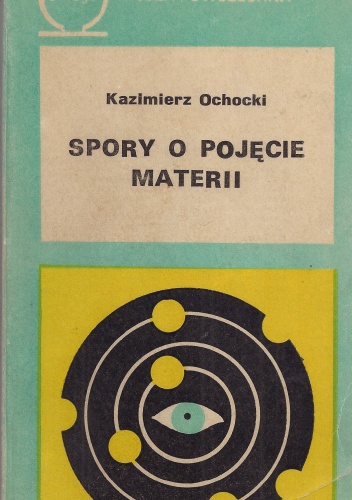 Kazimierz Ochocki
SPORY O POJĘCIE
MATERII